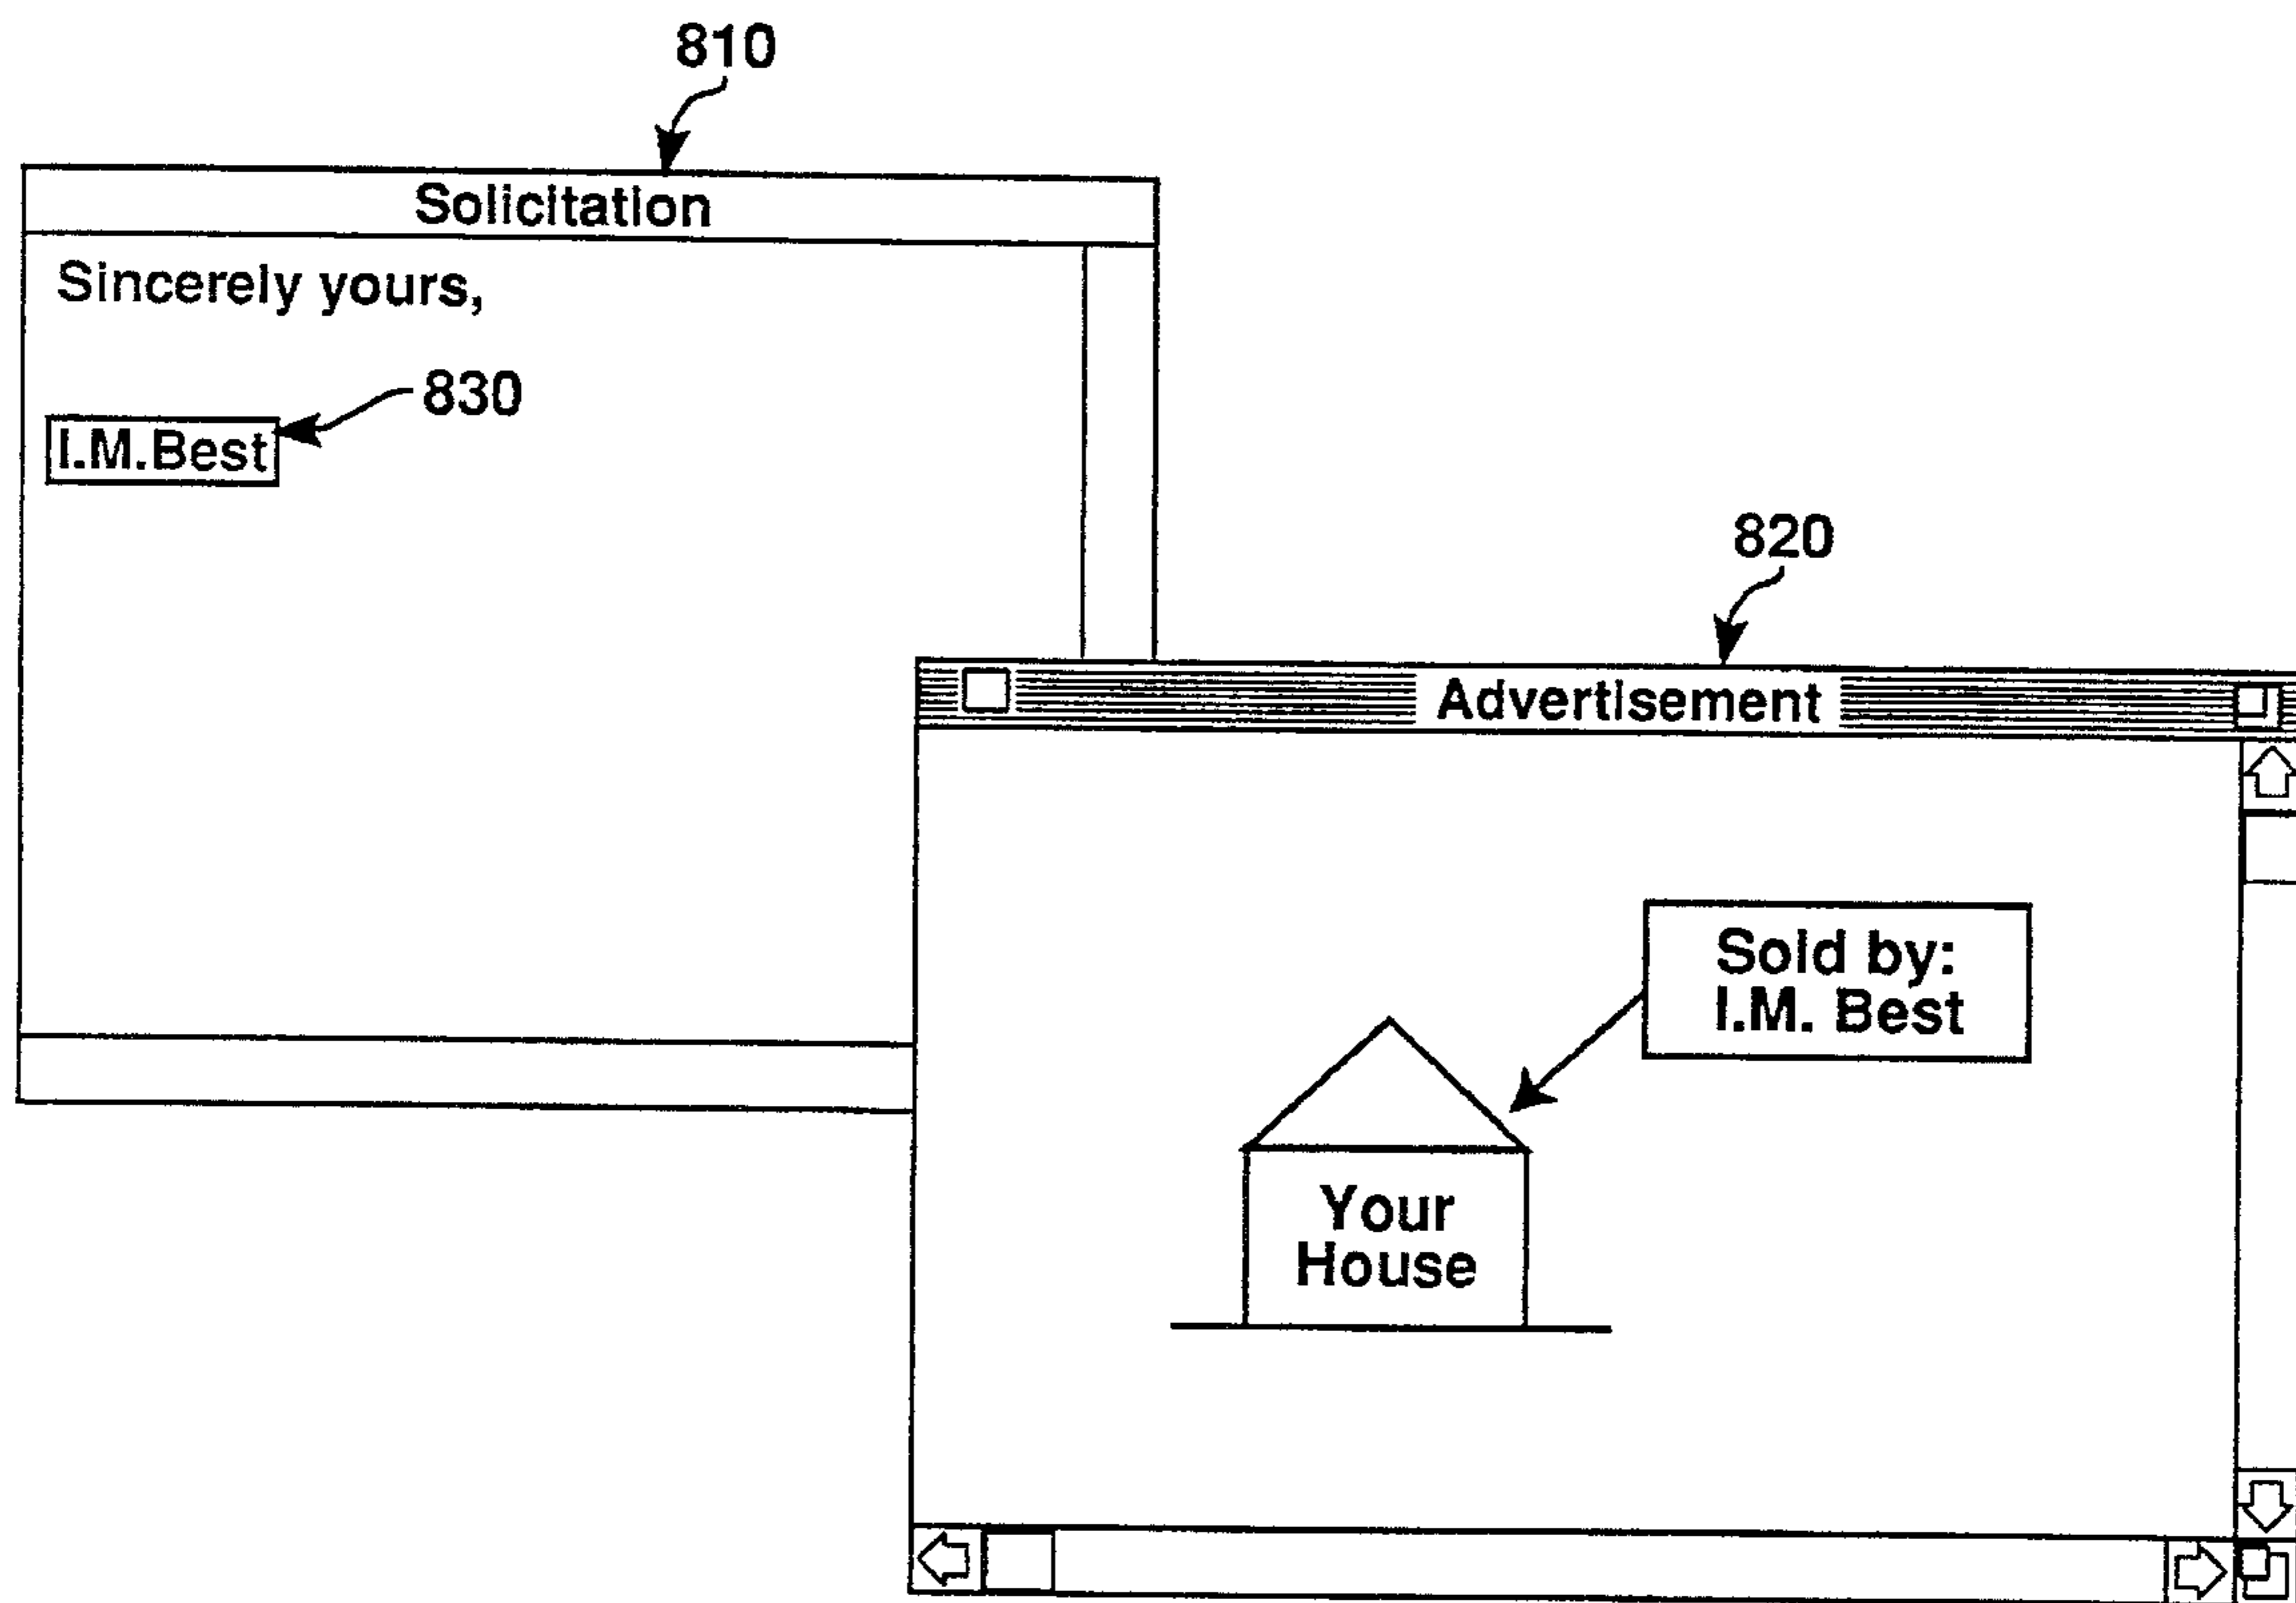 810
Solicitation
Sincerely yours,
830
I.M.Best
820
Advertisement
Sold by:
I.M. Best
Your
House